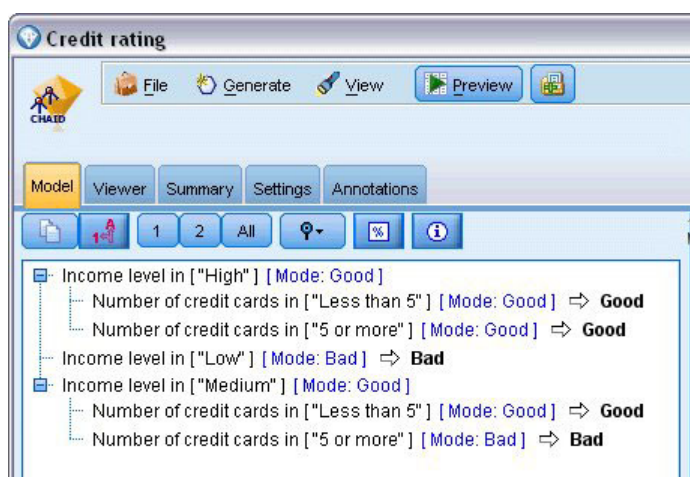 Credit rating
CHAID
File Generate View Preview
Model Viewer Summary Settings Annotations
1 A 1 2 All % i
Income level in ["High"] [Mode: Good]
Number of credit cards in ["Less than 5"] [Mode: Good] ⇨ Good
Number of credit cards in ["5 or more"] [Mode: Good] ⇨ Good
Income level in ["Low"] [Mode: Bad] ⇨ Bad
Income level in ["Medium"] [Mode: Good]
Number of credit cards in ["Less than 5"] [Mode: Good] ⇨ Good
Number of credit cards in ["5 or more"] [Mode: Bad] ⇨ Bad